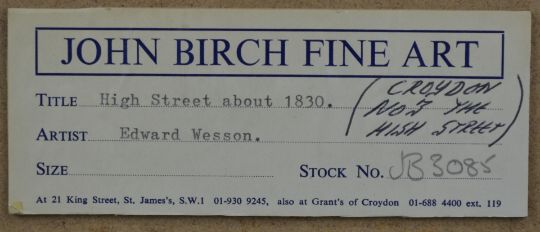 JOHN BIRCH FINE ART
TITLE High Street about 1830.
(CROYDON
NOT THE
HIGH STREET)
ARTIST Edward Wesson.
SIZE STOCK NO. JB3085
At 21 King Street, St. James's, S.W.1 01-930 9245, also at Grant's of Croydon 01-688 4400 ext. 119